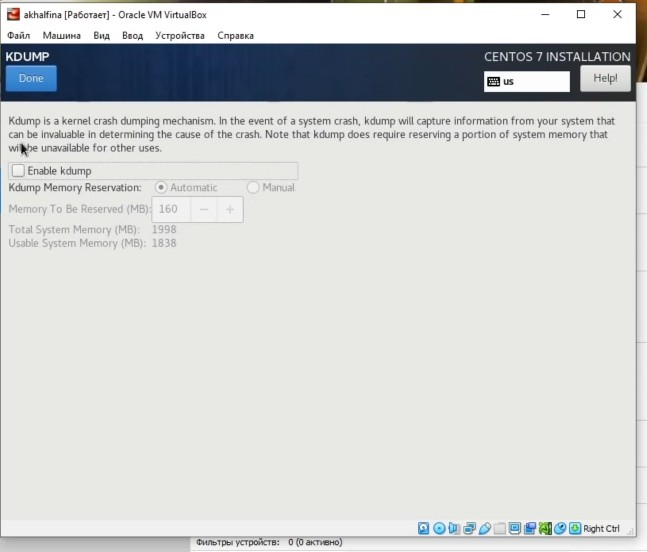 akhalfina [Работает] - Oracle VM VirtualBox
Файл Машина Вид Ввод Устройства Справка
KDUMP
CENTOS 7 INSTALLATION
Done
us
Help!
Kdump is a kernel crash dumping mechanism. In the event of a system crash, kdump will capture information from your system that
can be invaluable in determining the cause of the crash. Note that kdump does require reserving a portion of system memory that
will be unavailable for other uses.
Enable kdump
Kdump Memory Reservation: Automatic Manual
Memory To Be Reserved (MB): 160 − +
Total System Memory (MB): 1998
Usable System Memory (MB): 1838
Right Ctrl
Фильтры устройств: 0 (0 активно)